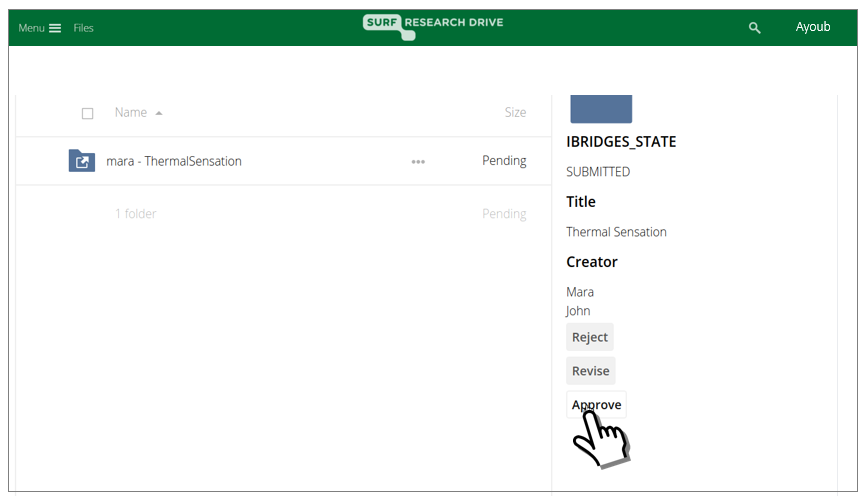 Menu Files SURF RESEARCH DRIVE Ayoub
Name Size
mara - ThermalSensation ••• Pending
1 folder Pending
IBRIDGES_STATE
SUBMITTED
Title
Thermal Sensation
Creator
Mara
John
Reject
Revise
Approve